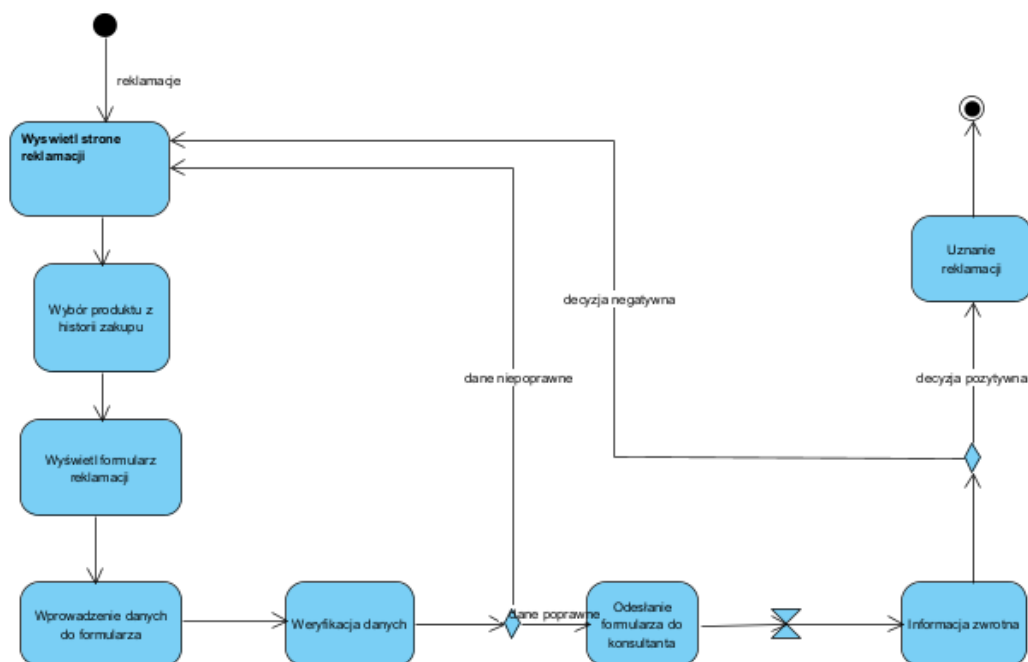 reklamacje
Wyswietl strone
reklamacji
Wybór produktu z
historii zakupu
Wyświetl formularz
reklamacji
Wprowadzenie danych
do formularza
Weryfikacja danych
dane niepoprawne
dane poprawne
Odesłanie
formularza do
konsultanta
Informacja zwrotna
decyzja negatywna
decyzja pozytywna
Uznanie
reklamacji